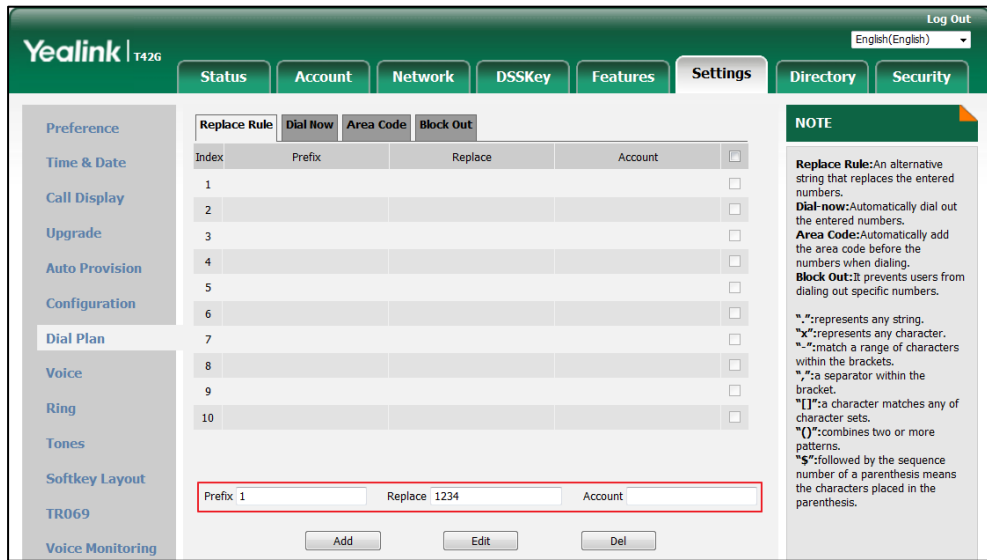 Log Out
English(English)
Yealink T42G
Status Account Network DSSKey Features Settings Directory Security
Preference
Time & Date
Call Display
Upgrade
Auto Provision
Configuration
Dial Plan
Voice
Ring
Tones
Softkey Layout
TR069
Voice Monitoring
Replace Rule Dial Now Area Code Block Out
Index Prefix Replace Account
1
2
3
4
5
6
7
8
9
10
Prefix 1 Replace 1234 Account
Add Edit Del
NOTE
Replace Rule:An alternative
string that replaces the entered
numbers.
Dial-now:Automatically dial out
the entered numbers.
Area Code:Automatically add
the area code before the
numbers when dialing.
Block Out:It prevents users from
dialing out specific numbers.
".":represents any string.
"x":represents any character.
"-":match a range of characters
within the brackets.
",":a separator within the
bracket.
"[]":a character matches any of
character sets.
"()":combines two or more
patterns.
"$":followed by the sequence
number of a parenthesis means
the characters placed in the
parenthesis.